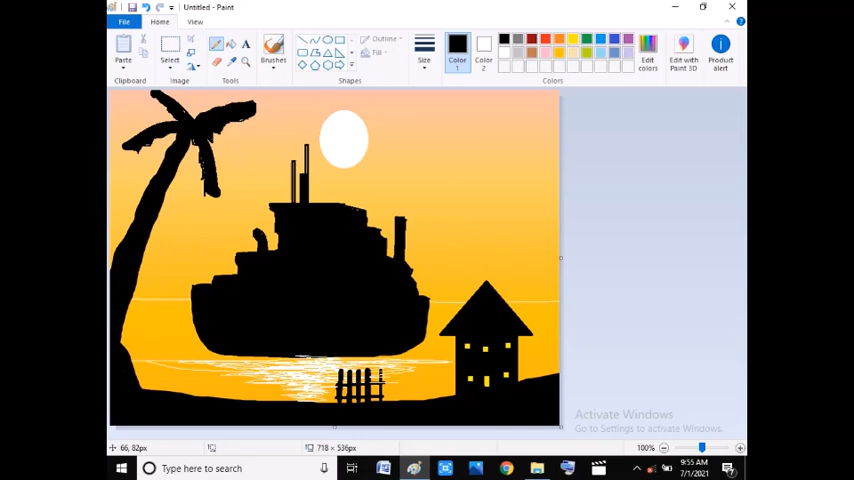 Untitled - Paint
File
Home
View
Paste
Select
Brushes
Outline
Fill
Size
Color 1
Color 2
Edit colors
Edit with Paint 3D
Product alert
Clipboard
Image
Tools
Shapes
Colors
Activate Windows
Go to Settings to activate Windows.
66, 82px
718 × 536px
100%
Type here to search
9:55 AM
7/1/2021